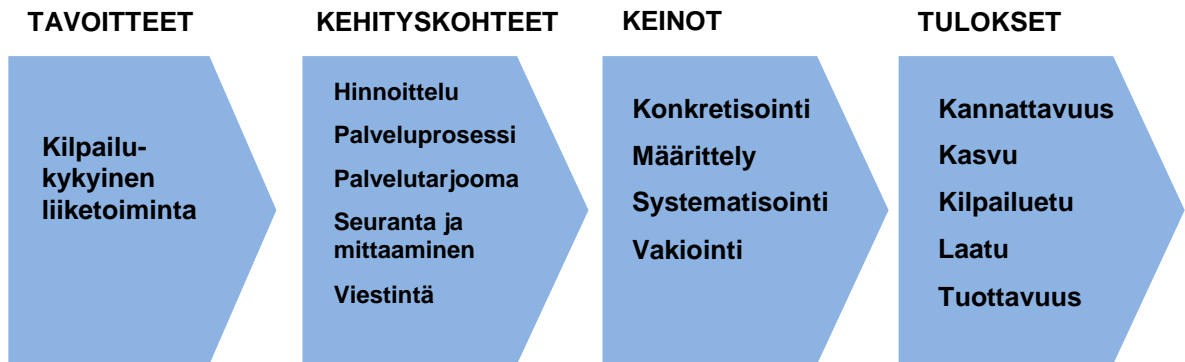 TAVOITTEET
Kilpailu-
kykyinen
liiketoiminta
KEHITYSKOHTEET
Hinnoittelu
Palveluprosessi
Palvelutarjooma
Seuranta ja
mittaaminen
Viestintä
KEINOT
Konkretisointi
Määrittely
Systematisointi
Vakiointi
TULOKSET
Kannattavuus
Kasvu
Kilpailuetu
Laatu
Tuottavuus